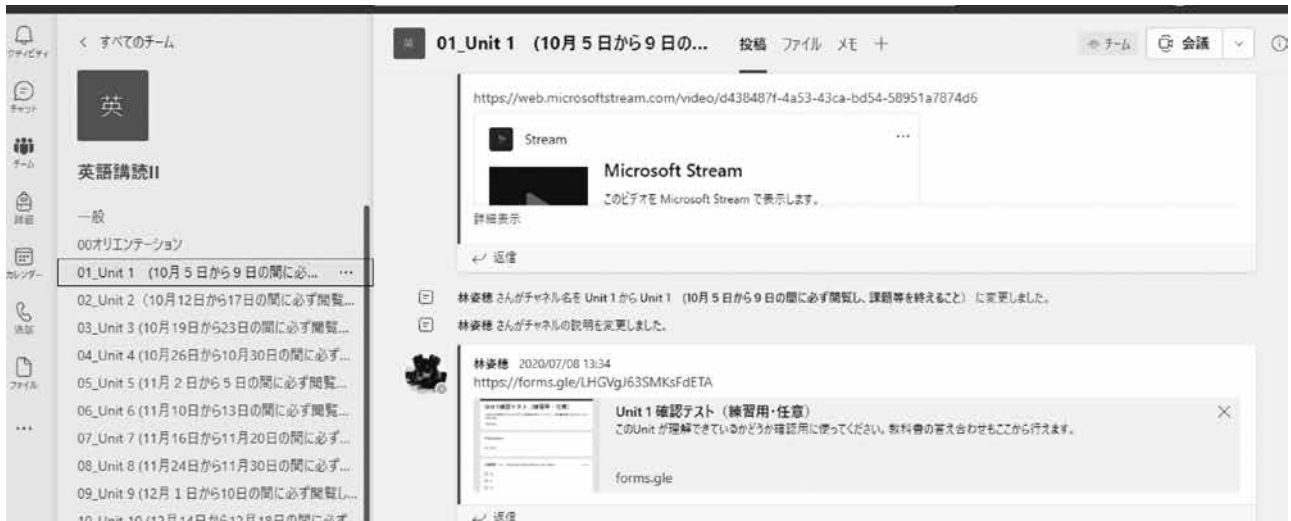 クティビティ
チャット
チーム
課題
カレンダー
通話
ファイル
…
< すべてのチーム
英
英語講読II
一般
00オリエンテーション
01_Unit 1 (10月5日から9日の間に必... …
02_Unit 2(10月12日から17日の間に必ず閲覧...
03_Unit 3 (10月19日から23日の間に必ず閲覧...
04_Unit 4 (10月26日から10月30日の間に必ず...
05_Unit 5 (11月2日から5日の間に必ず閲覧...
06_Unit 6 (11月10日から13日の間に必ず閲覧...
07_Unit 7 (11月16日から11月20日の間に必ず...
08_Unit 8 (11月24日から11月30日の間に必ず...
09_Unit 9 (12月1日から10日の間に必ず閲覧し...
10_Unit 10 (12月14日から12月18日の間に必ず
英 01_Unit 1 (10月5日から9日の... 投稿 ファイル メモ + チーム 会議
https://web.microsoftstream.com/video/d438487f-4a53-43ca-bd54-58951a7874d6
Stream …
Microsoft Stream
このビデオを Microsoft Stream で表示します。
詳細表示
返信
林姿穂 さんがチャネル名を Unit 1 から Unit 1 (10月5日から9日の間に必ず閲覧し、課題等を終えること) に変更しました。
林姿穂 さんがチャネルの説明を変更しました。
林姿穂 2020/07/08 13:34
https://forms.gle/LHGVgJ63SMKsFdETA
Unit 1 確認テスト(練習用・任意)
このUnit が理解できているかどうか確認用に使ってください。教科書の答え合わせもここから行えます。
forms.gle
返信